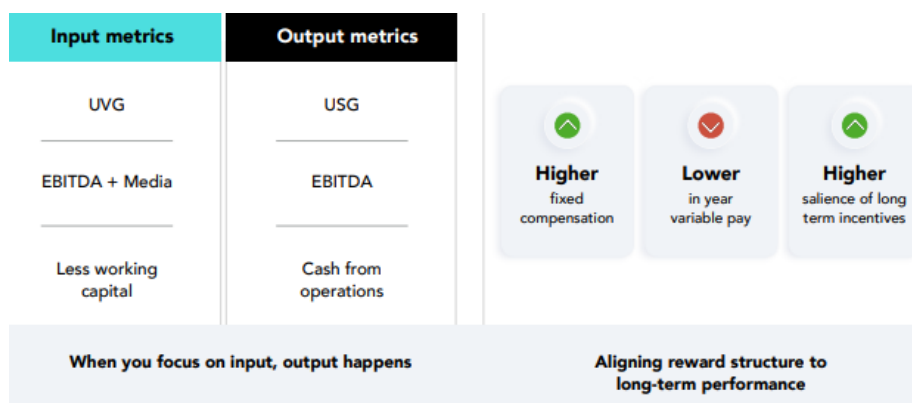 Input metrics
Output metrics
UVG
USG
EBITDA + Media
EBITDA
Less working
capital
Cash from
operations
When you focus on input, output happens
Higher
fixed
compensation
Lower
in year
variable pay
Higher
salience of long
term incentives
Aligning reward structure to
long-term performance